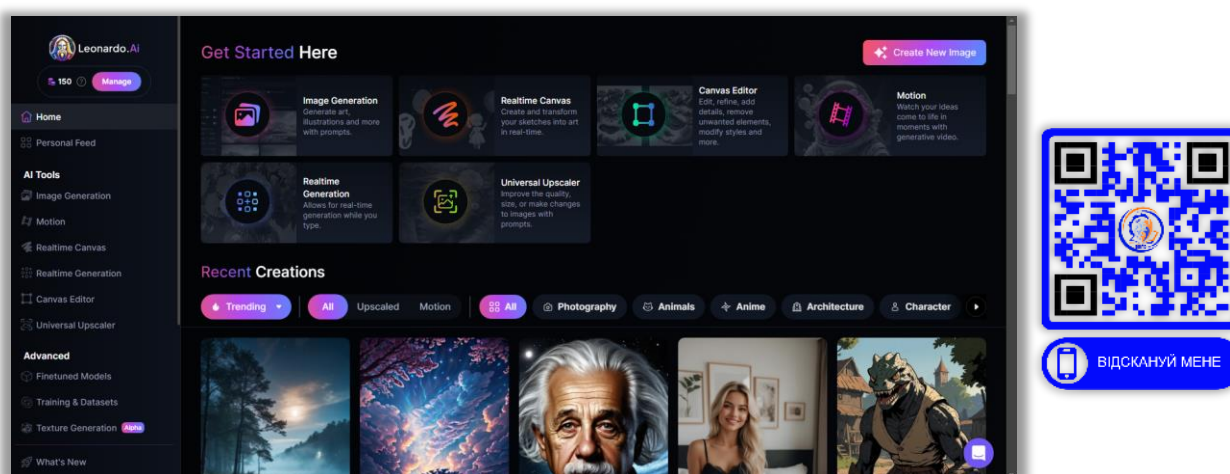 Leonardo.Ai
150
Manage
Home
Personal Feed
AI Tools
Image Generation
Motion
Realtime Canvas
Realtime Generation
Canvas Editor
Universal Upscaler
Advanced
Finetuned Models
Training & Datasets
Texture Generation Alpha
What's New
Get Started Here
Create New Image
Image Generation
Generate art,
illustrations and more
with prompts.
Realtime Canvas
Create and transform
your sketches into art
in real-time.
Canvas Editor
Edit, refine, add
details, remove
unwanted elements,
modify styles and
more.
Motion
Watch your ideas
come to life in
moments with
generative video.
Realtime
Generation
Allows for real-time
generation while you
type.
Universal Upscaler
Improve the quality,
size, or make changes
to images with
prompts.
Recent Creations
Trending All Upscaled Motion All Photography Animals Anime Architecture Character
ВІДСКАНУЙ МЕНЕ